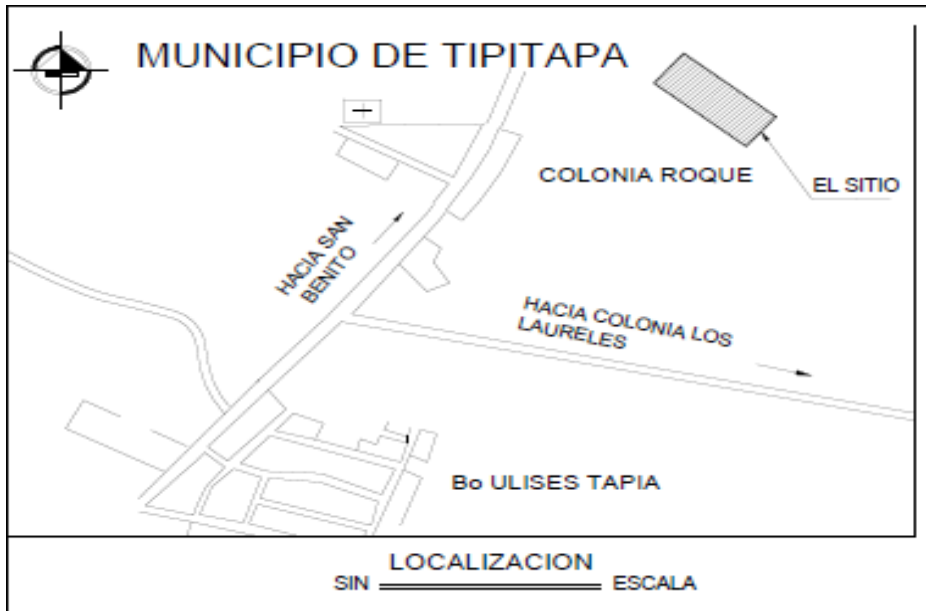 MUNICIPIO DE TIPITAPA
COLONIA ROQUE
EL SITIO
HACIA SAN
BENITO
HACIA COLONIA LOS
LAURELES
Bo ULISES TAPIA
LOCALIZACION
SIN ESCALA